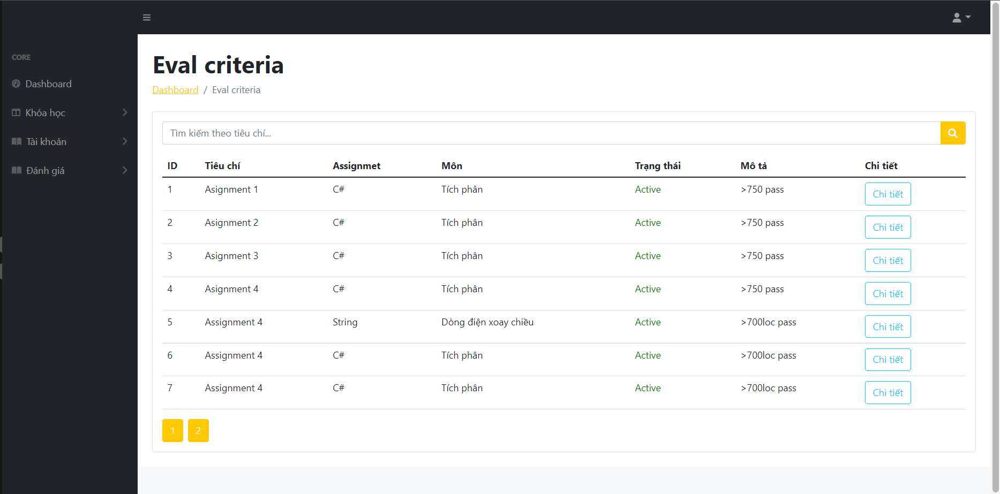 CORE
Dashboard
Khóa học
Tài khoản
Đánh giá
Eval criteria
Dashboard / Eval criteria
Tìm kiếm theo tiêu chí...
ID Tiêu chí Assignmet Môn Trạng thái Mô tả Chi tiết
1 Asignment 1 C# Tích phân Active >750 pass Chi tiết
2 Asignment 2 C# Tích phân Active >750 pass Chi tiết
3 Asignment 3 C# Tích phân Active >750 pass Chi tiết
4 Asignment 4 C# Tích phân Active >750 pass Chi tiết
5 Assignment 4 String Dòng điện xoay chiều Active >700loc pass Chi tiết
6 Assignment 4 C# Tích phân Active >700loc pass Chi tiết
7 Assignment 4 C# Tích phân Active >700loc pass Chi tiết
1 2